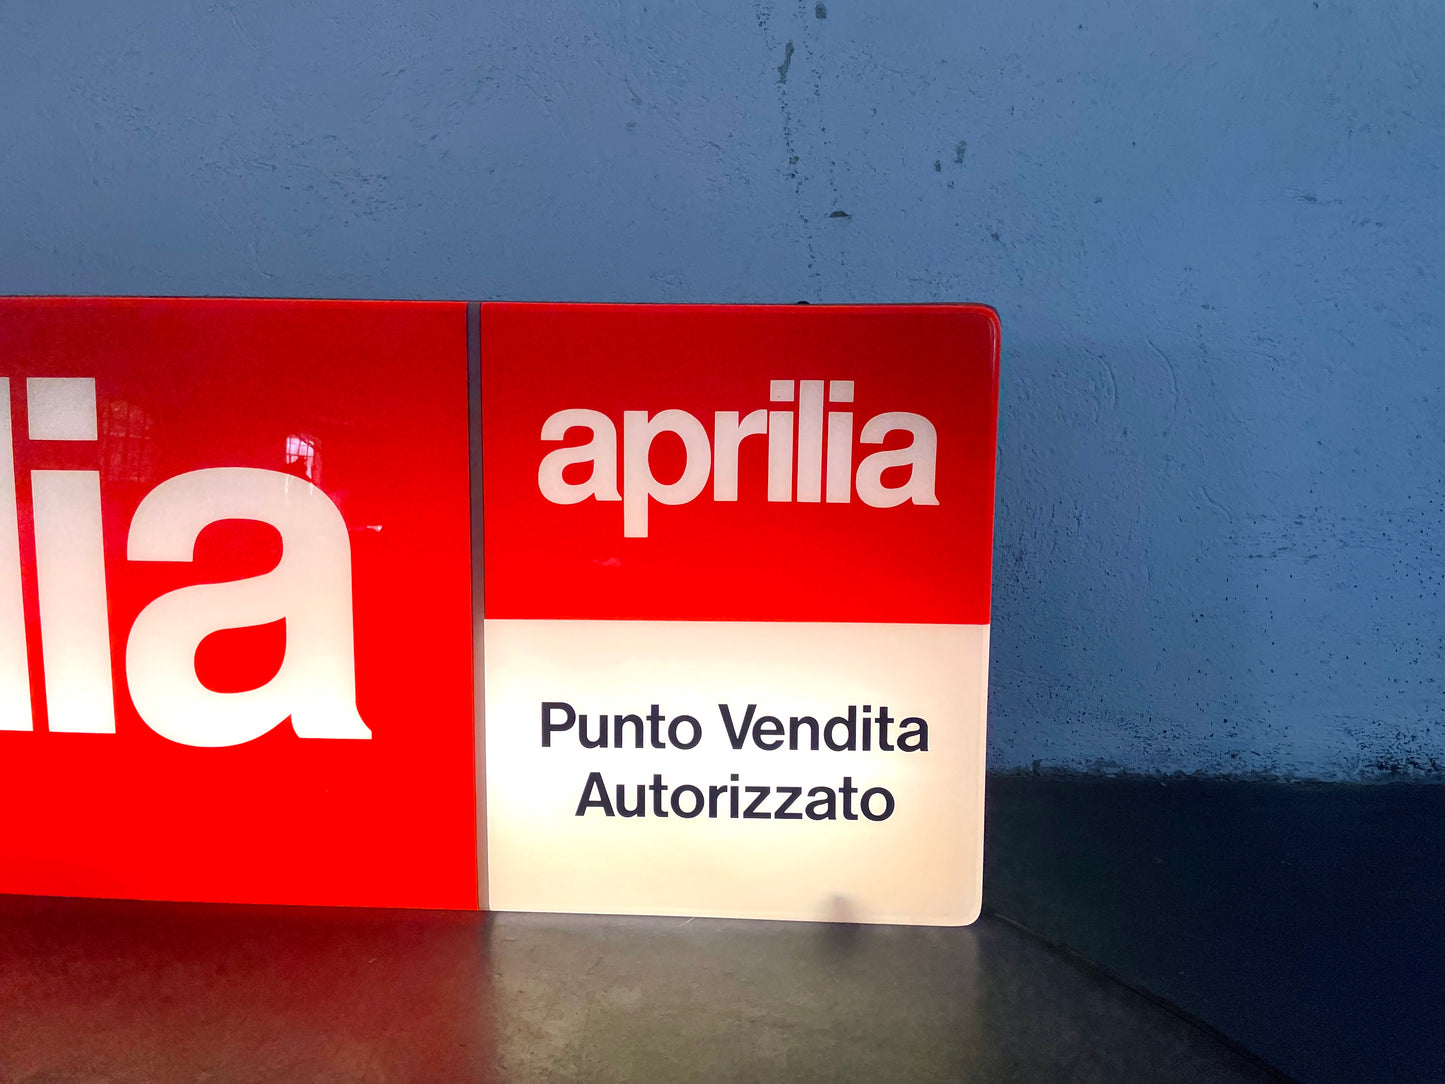 lia
aprilia
Punto Vendita
Autorizzato